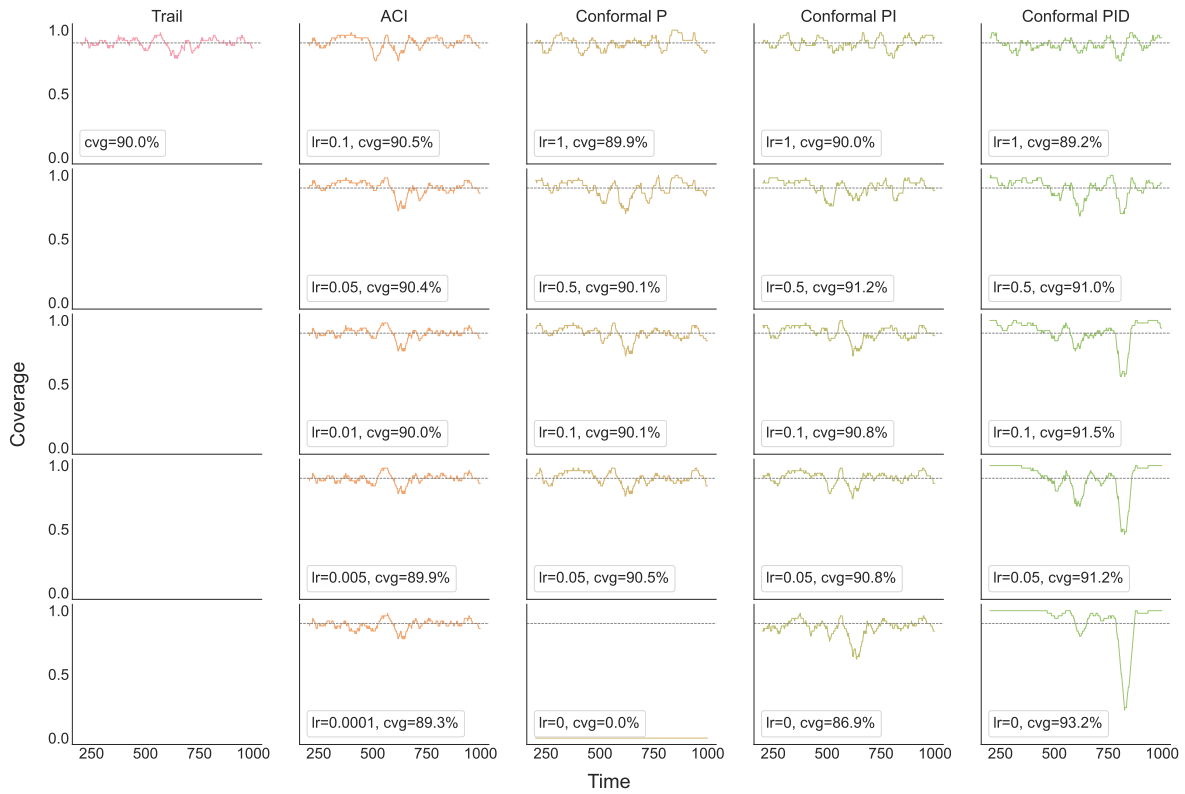 Trail ACI Conformal P Conformal PI Conformal PID
1.0
0.5
0.0
cvg=90.0% lr=0.1, cvg=90.5% lr=1, cvg=89.9% lr=1, cvg=90.0% lr=1, cvg=89.2%
1.0
0.5
0.0
lr=0.05, cvg=90.4% lr=0.5, cvg=90.1% lr=0.5, cvg=91.2% lr=0.5, cvg=91.0%
1.0
0.5
0.0
lr=0.01, cvg=90.0% lr=0.1, cvg=90.1% lr=0.1, cvg=90.8% lr=0.1, cvg=91.5%
Coverage
1.0
0.5
0.0
lr=0.005, cvg=89.9% lr=0.05, cvg=90.5% lr=0.05, cvg=90.8% lr=0.05, cvg=91.2%
1.0
0.5
0.0
lr=0.0001, cvg=89.3% lr=0, cvg=0.0% lr=0, cvg=86.9% lr=0, cvg=93.2%
250 500 750 1000 250 500 750 1000 250 500 750 1000 250 500 750 1000 250 500 750 1000
Time